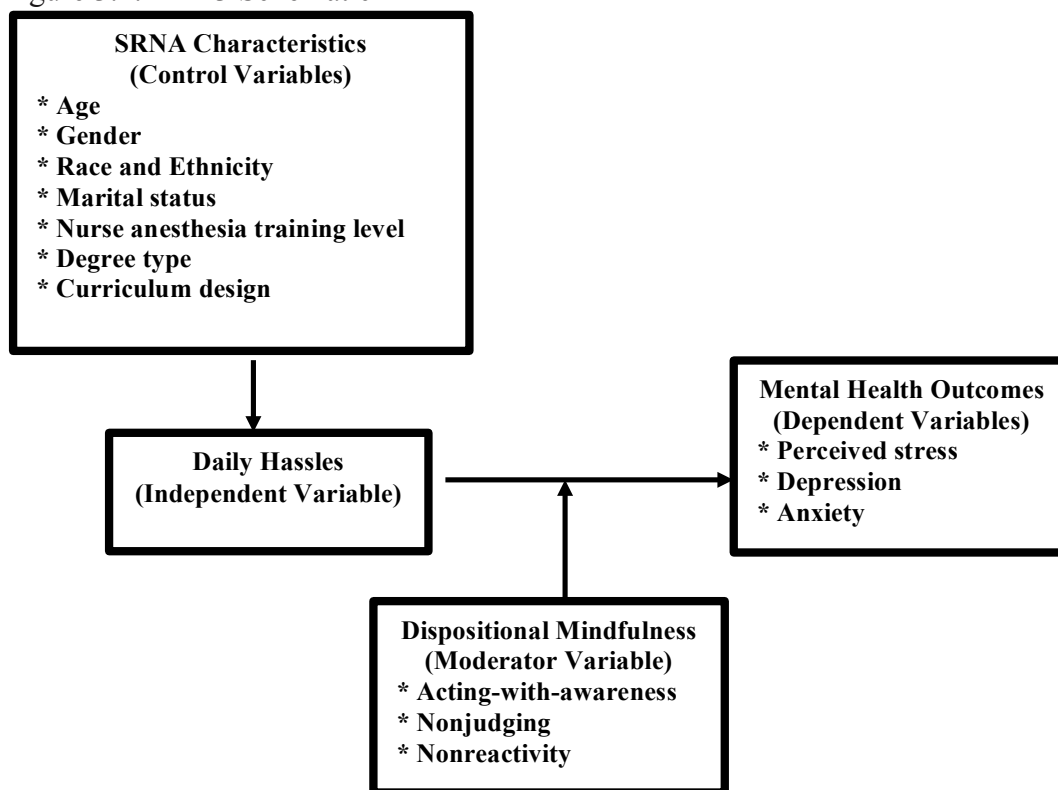 SRNA Characteristics
(Control Variables)
* Age
* Gender
* Race and Ethnicity
* Marital status
* Nurse anesthesia training level
* Degree type
* Curriculum design
Daily Hassles
(Independent Variable)
Mental Health Outcomes
(Dependent Variables)
* Perceived stress
* Depression
* Anxiety
Dispositional Mindfulness
(Moderator Variable)
* Acting-with-awareness
* Nonjudging
* Nonreactivity